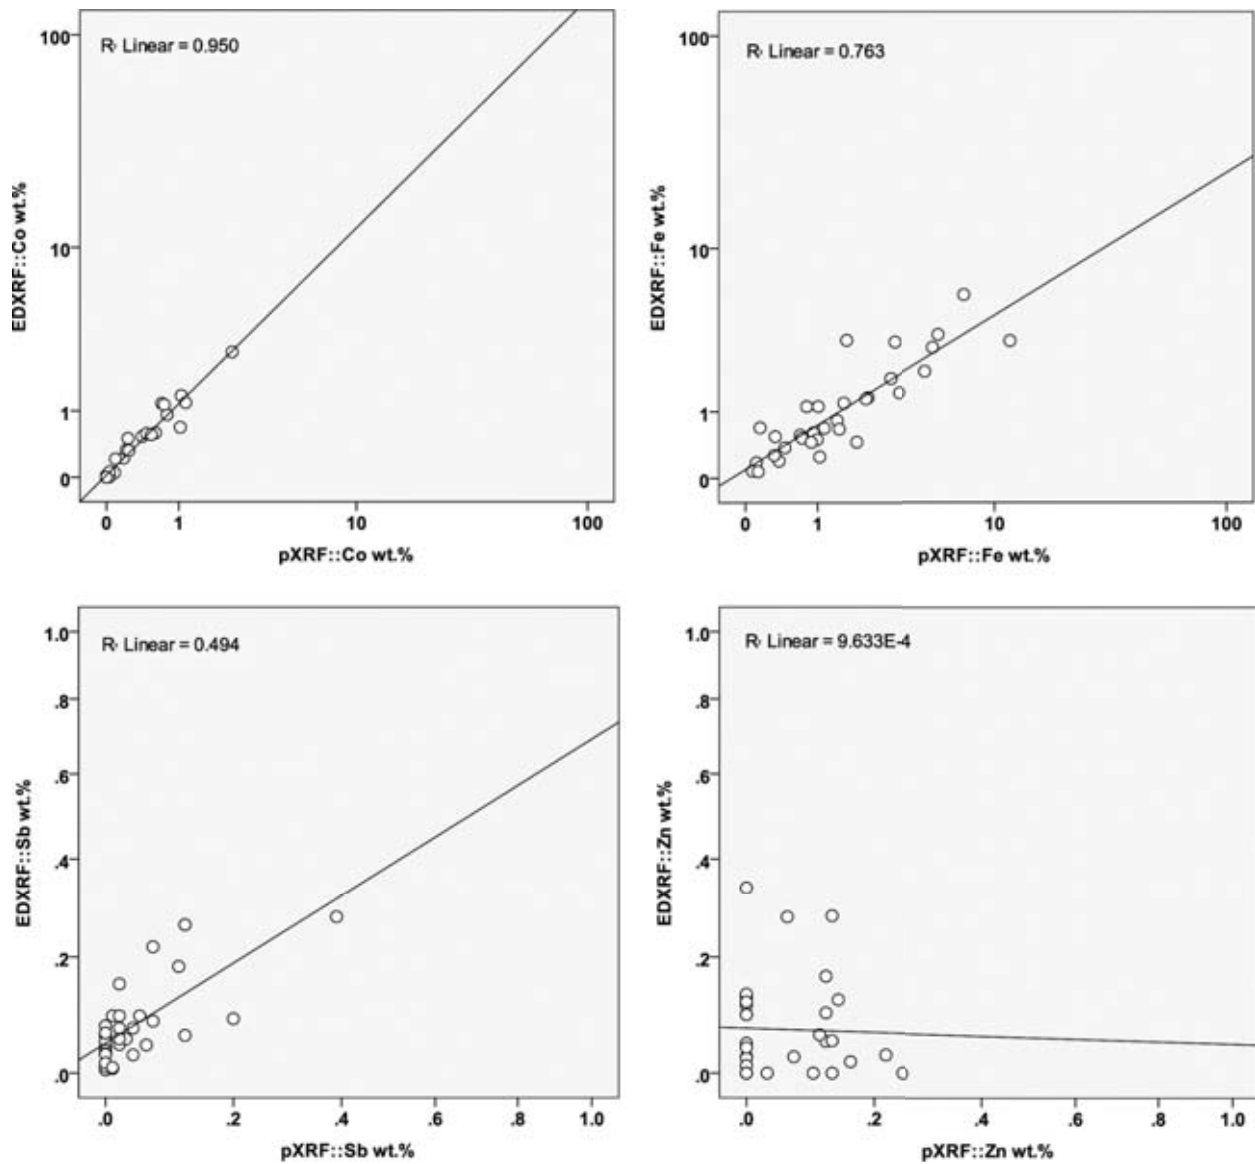 R² Linear = 0.950
100
10
1
0
EDXRF::Co wt.%
0 1 10 100
pXRF::Co wt.%
R² Linear = 0.763
100
10
1
0
EDXRF::Fe wt.%
0 1 10 100
pXRF::Fe wt.%
R² Linear = 0.494
1.0
.8
.6
.4
.2
.0
EDXRF::Sb wt.%
.0 .2 .4 .6 .8 1.0
pXRF::Sb wt.%
R² Linear = 9.633E-4
1.0
.8
.6
.4
.2
.0
EDXRF::Zn wt.%
.0 .2 .4 .6 .8 1.0
pXRF::Zn wt.%